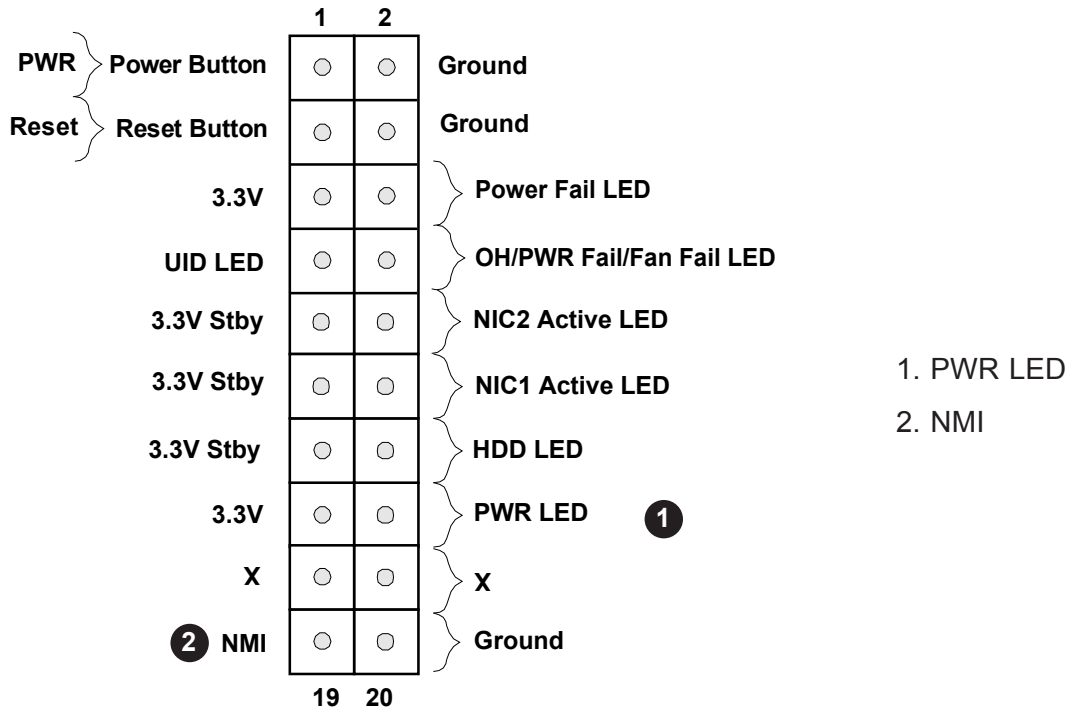 1 2
PWR Power Button Ground
Reset Reset Button Ground
3.3V Power Fail LED
UID LED OH/PWR Fail/Fan Fail LED
3.3V Stby NIC2 Active LED
3.3V Stby NIC1 Active LED
3.3V Stby HDD LED
3.3V PWR LED 1
X X
2 NMI Ground
19 20
1. PWR LED
2. NMI